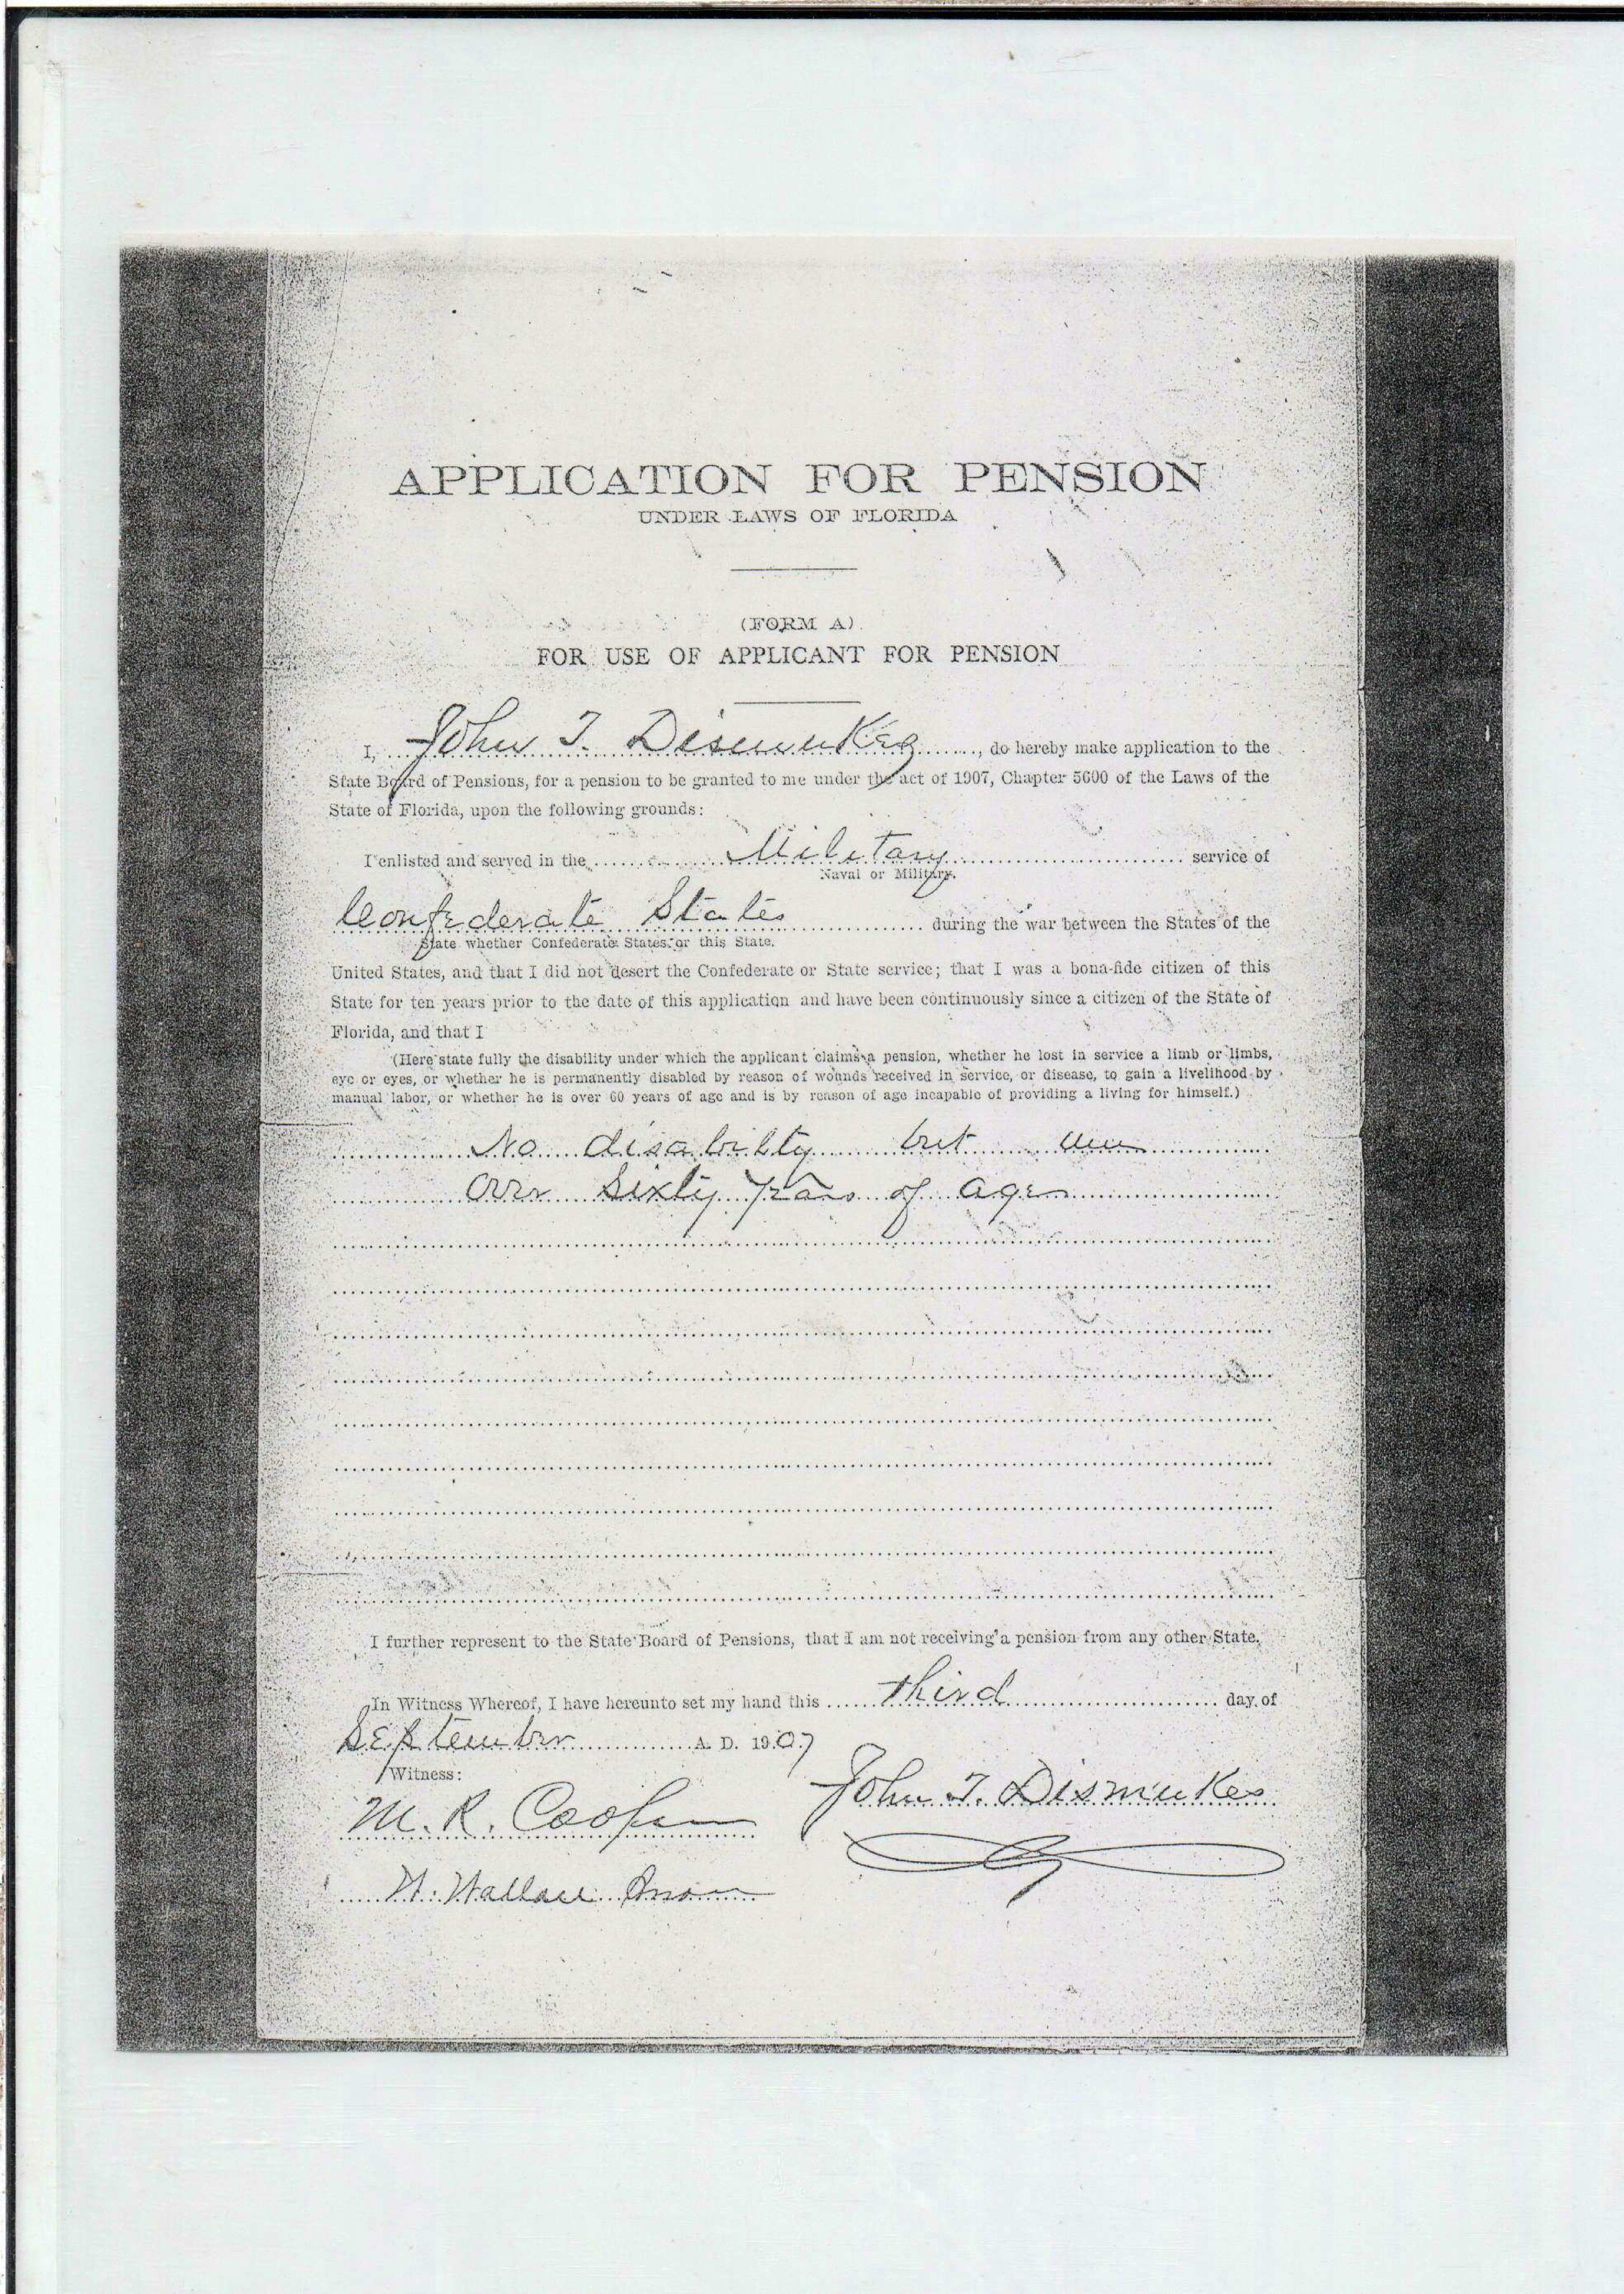 APPLICATION FOR PENSION
UNDER LAWS OF FLORIDA
(FORM A)
FOR USE OF APPLICANT FOR PENSION
I, John T. Dismukes, do hereby make application to the
State Board of Pensions, for a pension to be granted to me under the act of 1907, Chapter 5600 of the Laws of the
State of Florida, upon the following grounds:
I enlisted and served in the Military service of
Naval or Military.
Confederate States during the war between the States of the
State whether Confederate States or this State.
United States, and that I did not desert the Confederate or State service; that I was a bona-fide citizen of this
State for ten years prior to the date of this application and have been continuously since a citizen of the State of
Florida, and that I
(Here state fully the disability under which the applicant claims a pension, whether he lost in service a limb or limbs,
eye or eyes, or whether he is permanently disabled by reason of wounds received in service, or disease, to gain a livelihood by
manual labor, or whether he is over 60 years of age and is by reason of age incapable of providing a living for himself.)
No disabilty but
Over Sixty years of age
I further represent to the State Board of Pensions, that I am not receiving a pension from any other State.
In Witness Whereof, I have hereunto set my hand this third day of
September A. D. 1907
Witness:
John T. Dismukes
M. R. Cooper
W. Wallace